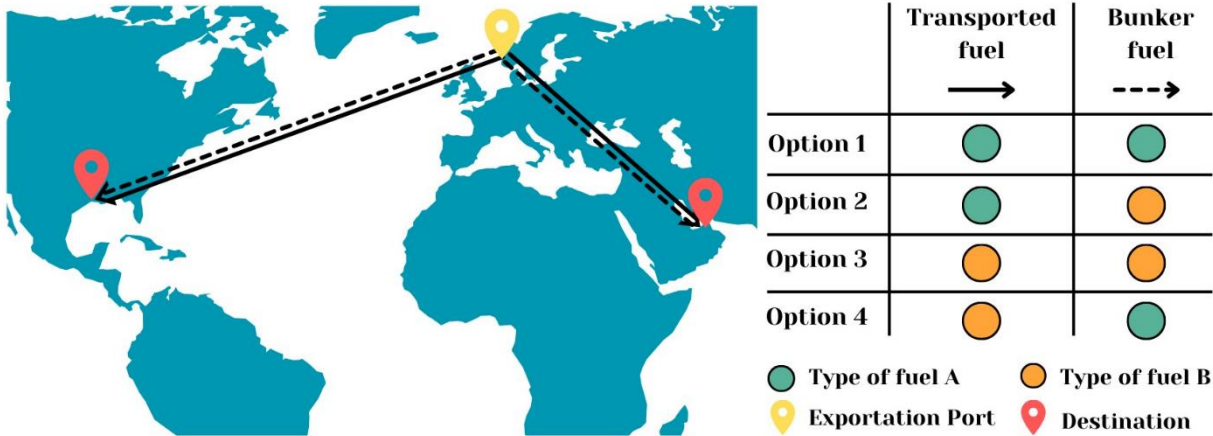 Transported fuel
Bunker fuel
Option 1
Option 2
Option 3
Option 4
Type of fuel A
Type of fuel B
Exportation Port
Destination